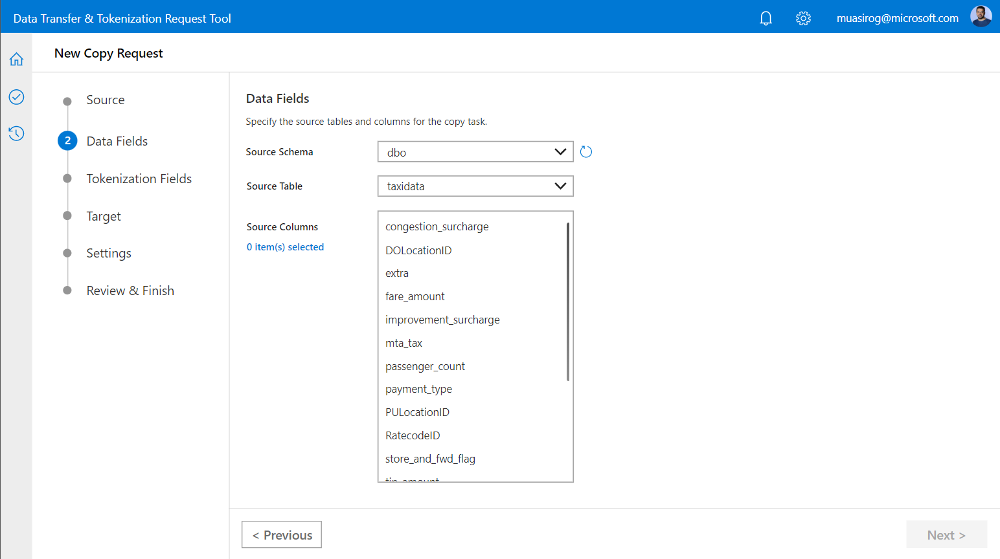 Data Transfer & Tokenization Request Tool
muasirog@microsoft.com
New Copy Request
Source
2 Data Fields
Tokenization Fields
Target
Settings
Review & Finish
Data Fields
Specify the source tables and columns for the copy task.
Source Schema
dbo
Source Table
taxidata
Source Columns
0 item(s) selected
congestion_surcharge
DOLocationID
extra
fare_amount
improvement_surcharge
mta_tax
passenger_count
payment_type
PULocationID
RatecodeID
store_and_fwd_flag
tip_amount
< Previous
Next >